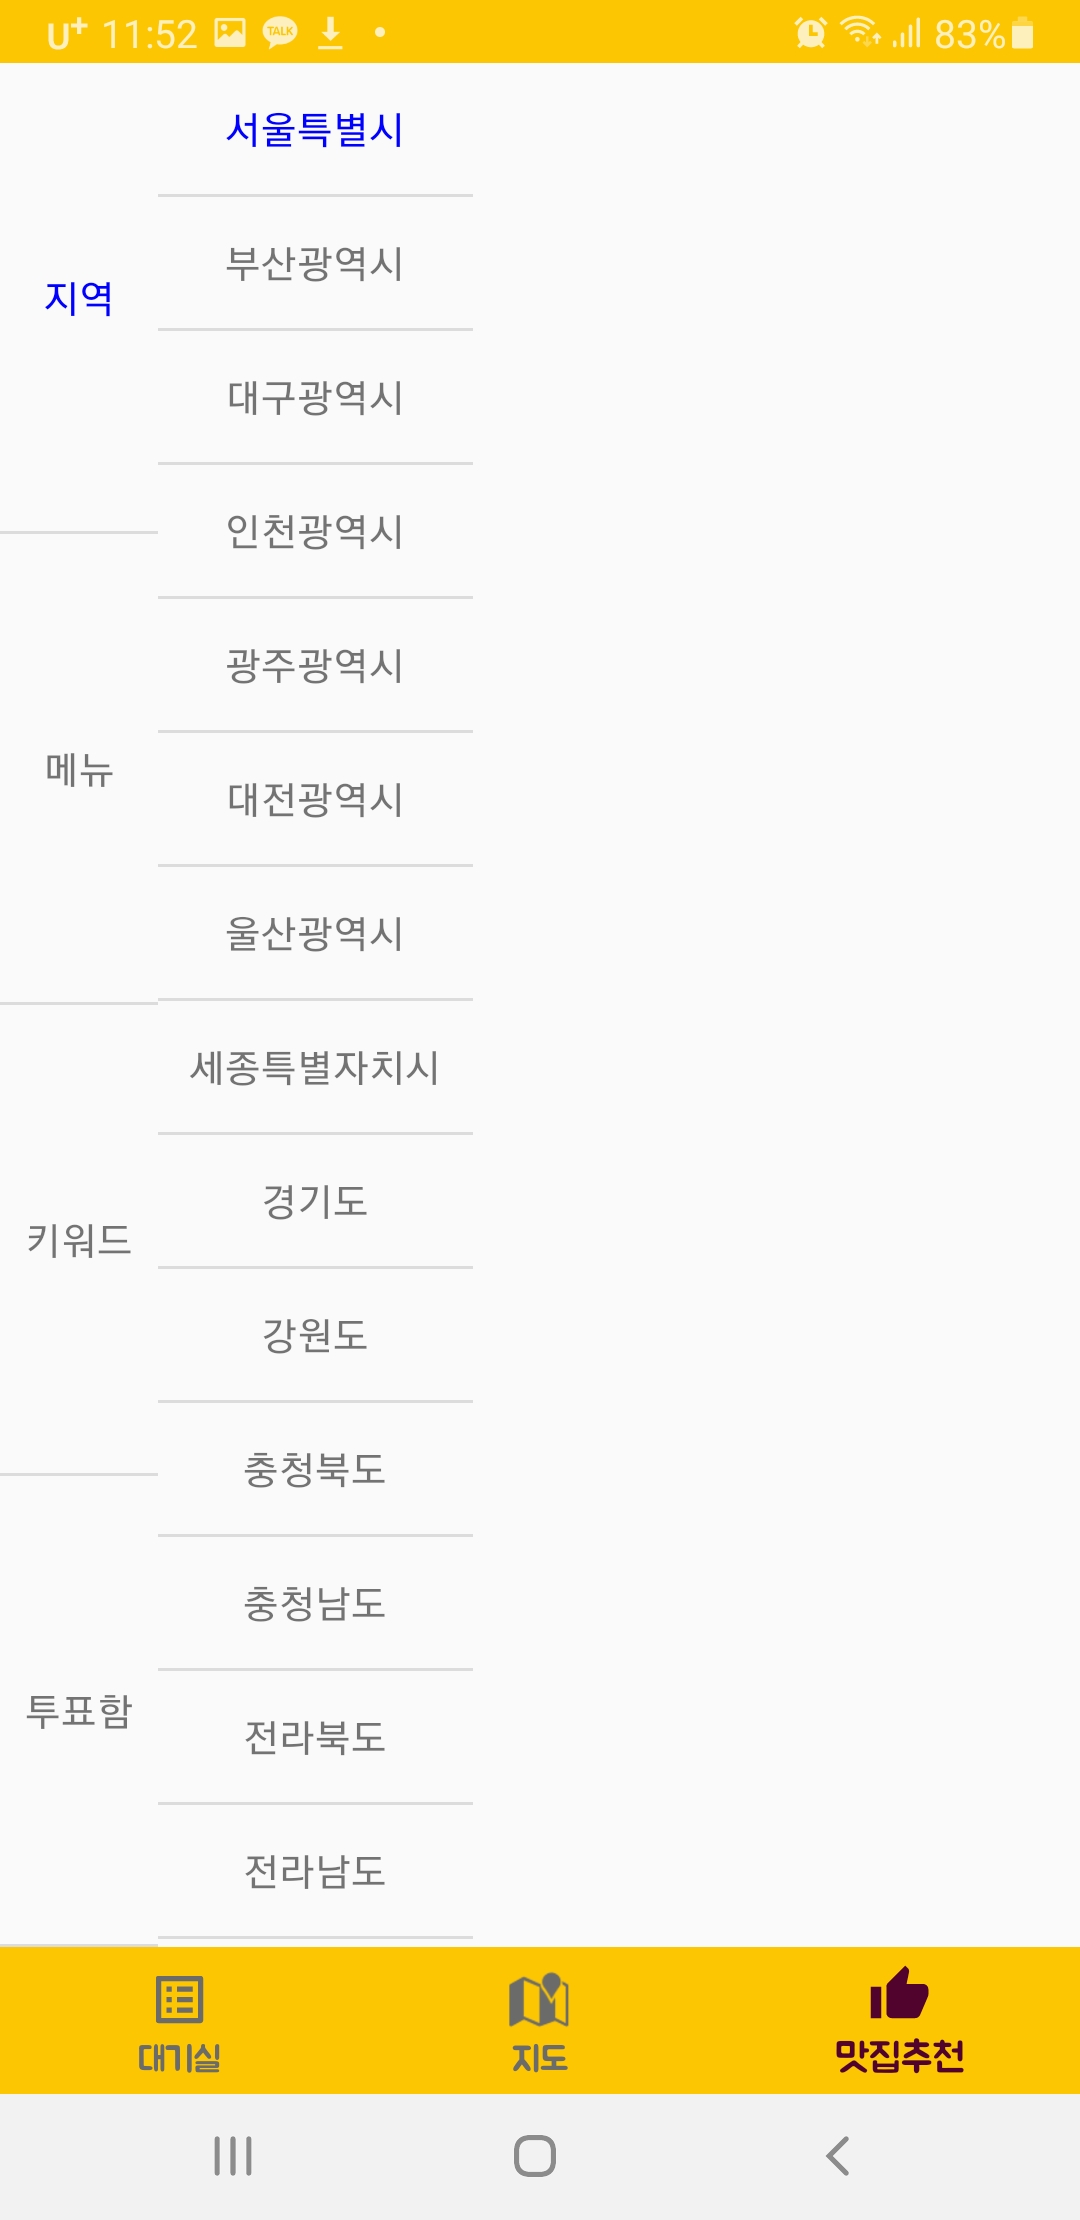 U+ 11:52 TALK 83%
지역
메뉴
키워드
투표함
서울특별시
부산광역시
대구광역시
인천광역시
광주광역시
대전광역시
울산광역시
세종특별자치시
경기도
강원도
충청북도
충청남도
전라북도
전라남도
대기실
지도
맛집추천